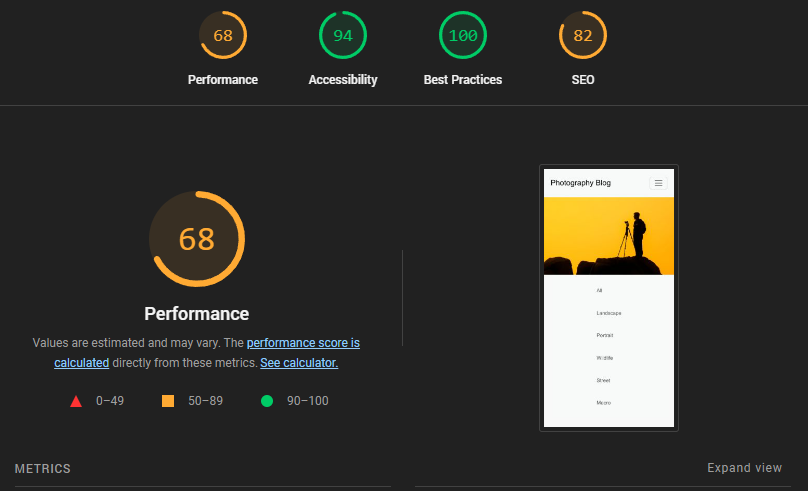 68
94
100
82
Performance
Accessibility
Best Practices
SEO
68
Performance
Values are estimated and may vary. The performance score is
calculated directly from these metrics. See calculator.
0–49
50–89
90–100
Photography Blog
All
Landscape
Portrait
Wildlife
Street
Macro
METRICS
Expand view